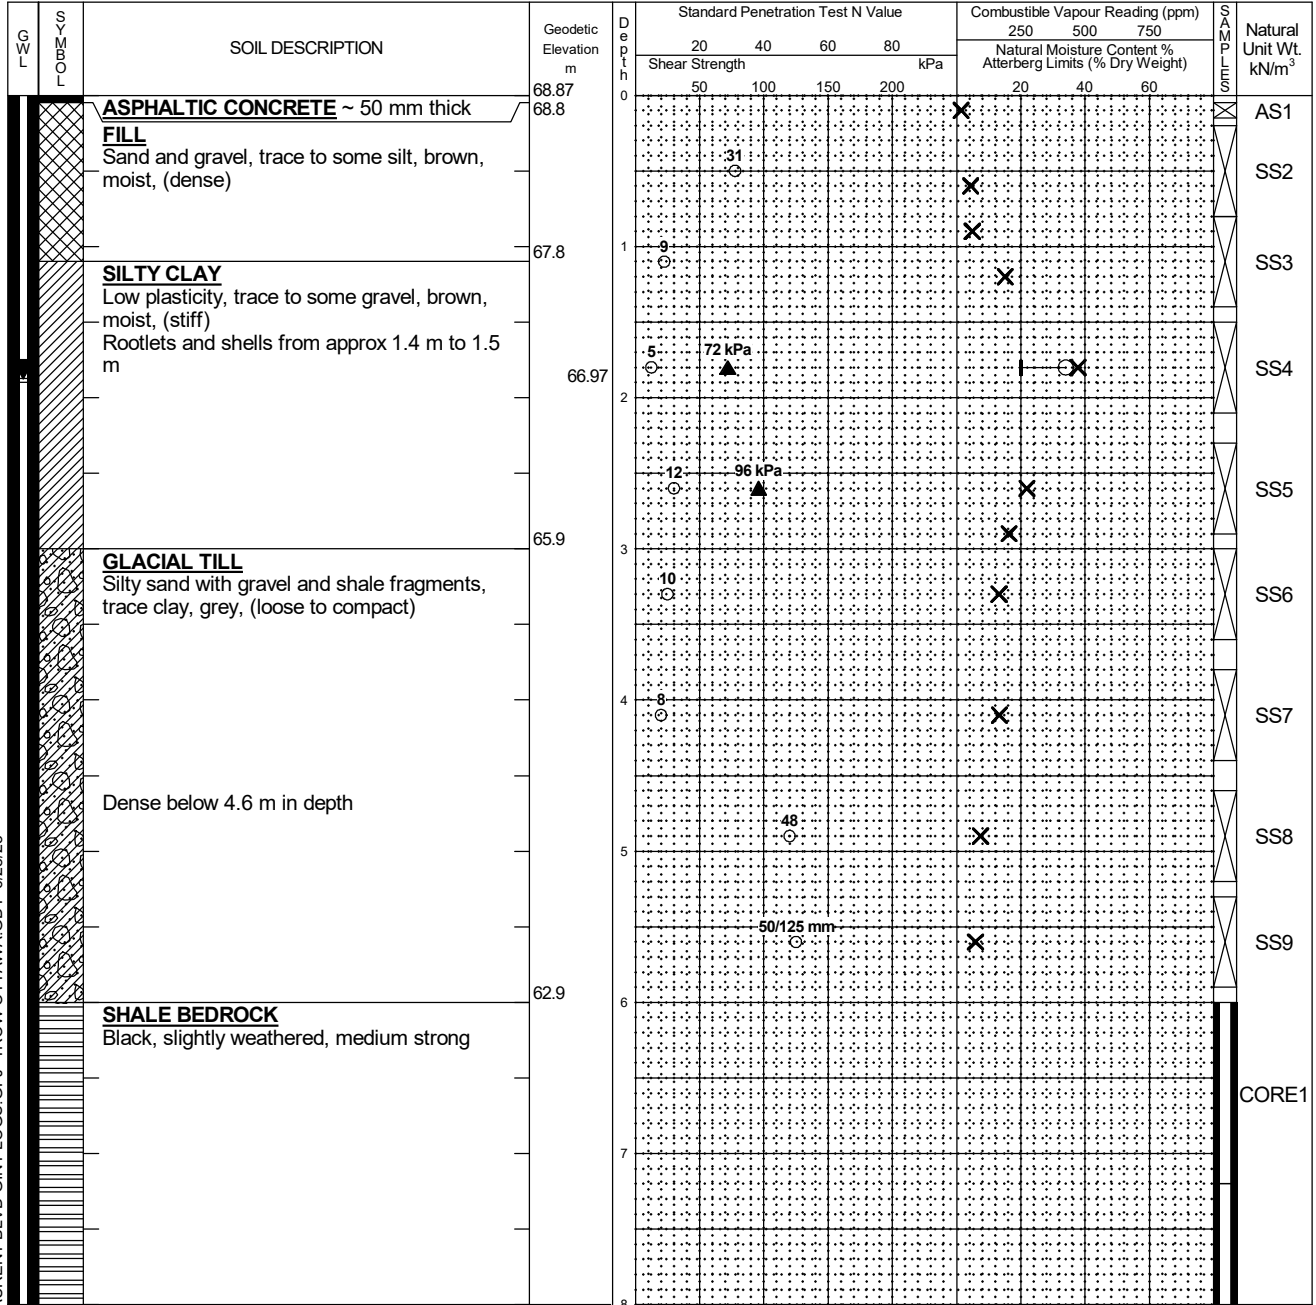 GWL
SYMBOL
SOIL DESCRIPTION
Geodetic
Elevation
m
Depth
Standard Penetration Test N Value
20 40 60 80
Shear Strength kPa
50 100 150 200
Combustible Vapour Reading (ppm)
250 500 750
Natural Moisture Content %
Atterberg Limits (% Dry Weight)
20 40 60
SAMPLES
Natural
Unit Wt.
kN/m³
68.87
0
ASPHALTIC CONCRETE ~ 50 mm thick
68.8
AS1
FILL
Sand and gravel, trace to some silt, brown,
moist, (dense)
31
SS2
67.8
1
9
SS3
SILTY CLAY
Low plasticity, trace to some gravel, brown,
moist, (stiff)
Rootlets and shells from approx 1.4 m to 1.5
m
66.97
5
72 kPa
SS4
2
12
96 kPa
SS5
65.9
3
GLACIAL TILL
Silty sand with gravel and shale fragments,
trace clay, grey, (loose to compact)
10
SS6
4
8
SS7
Dense below 4.6 m in depth
48
SS8
5
50/125 mm
SS9
62.9
6
SHALE BEDROCK
Black, slightly weathered, medium strong
CORE1
7
8